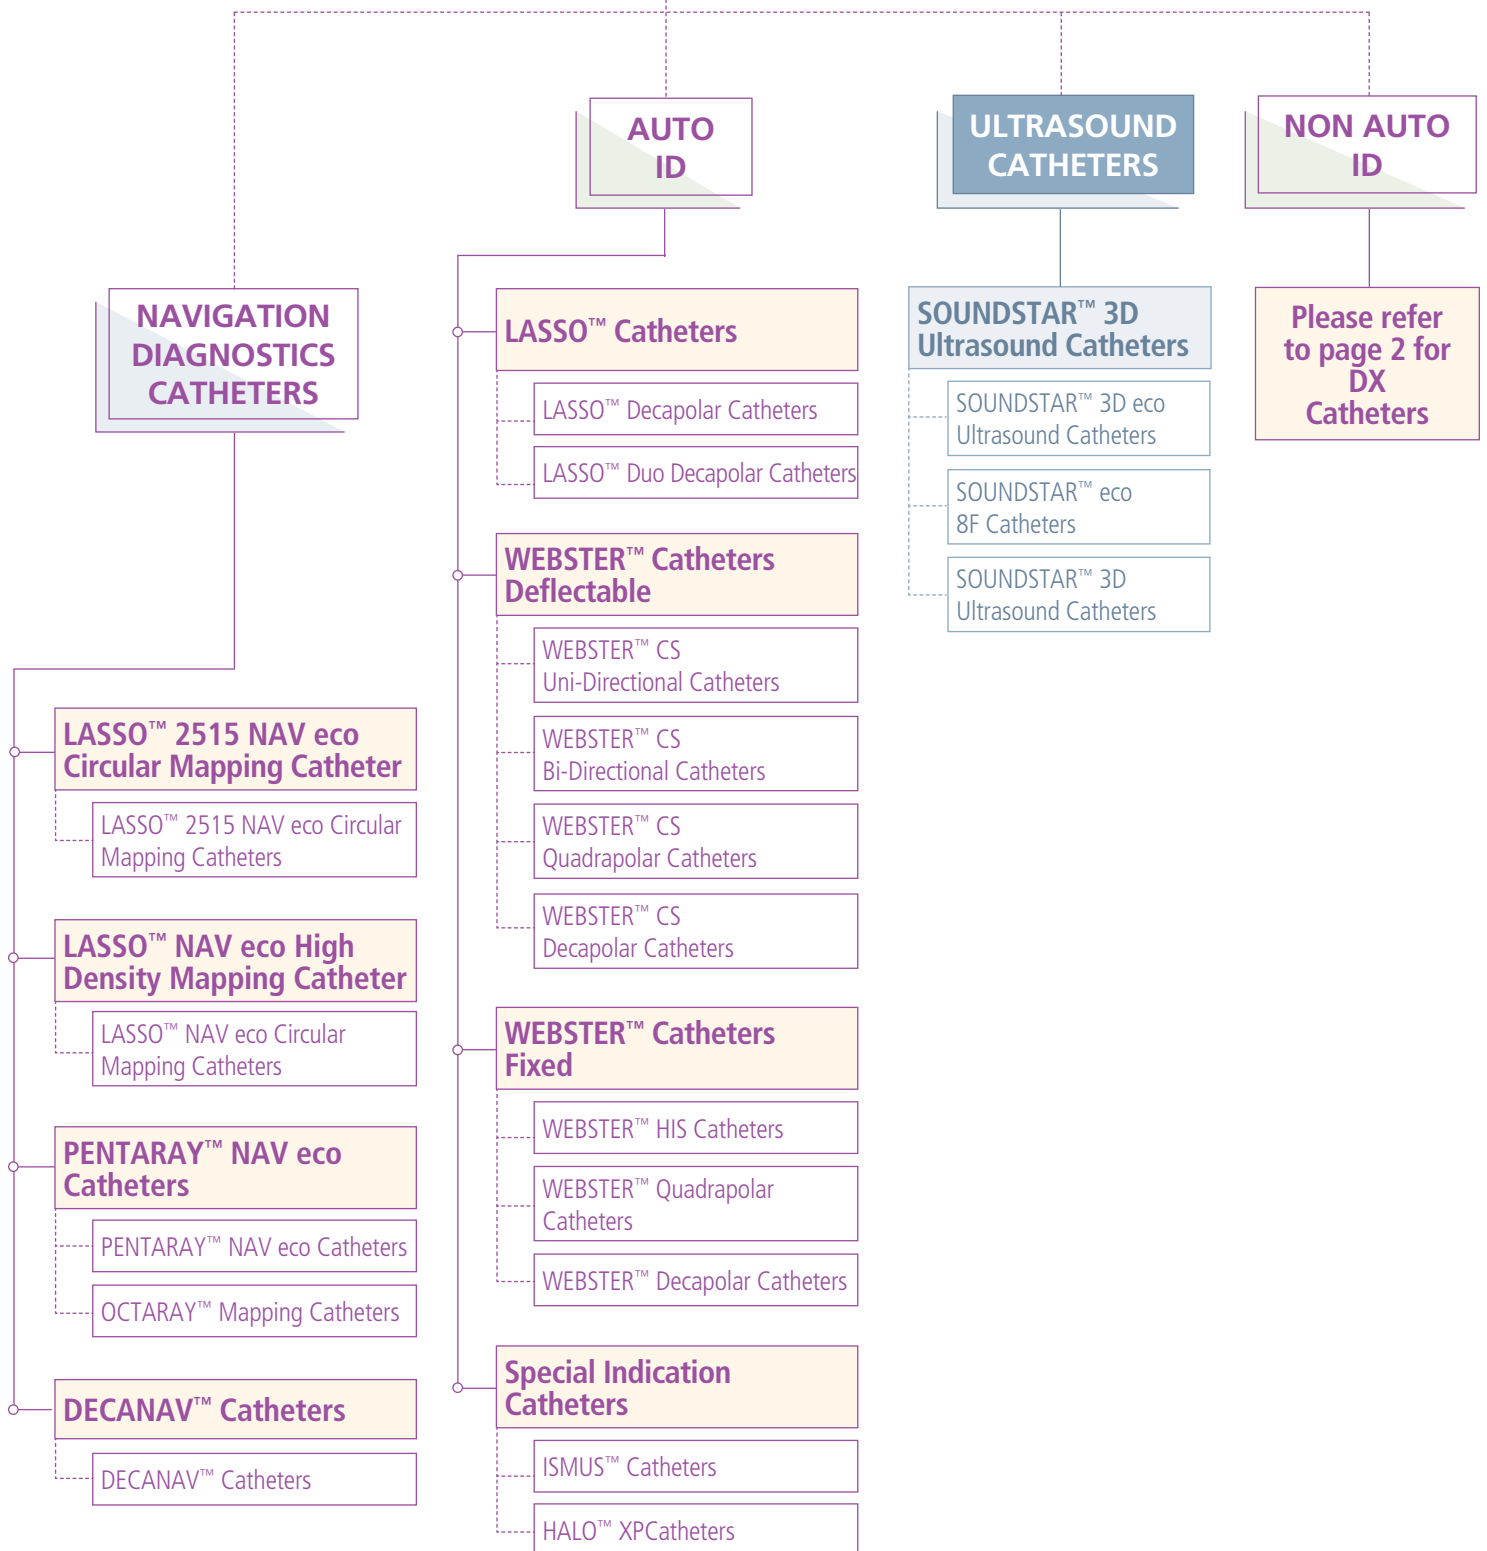 AUTO
ID
ULTRASOUND
CATHETERS
NON AUTO
ID
NAVIGATION
DIAGNOSTICS
CATHETERS
LASSO™ 2515 NAV eco
Circular Mapping Catheter
LASSO™ 2515 NAV eco Circular
Mapping Catheters
LASSO™ NAV eco High
Density Mapping Catheter
LASSO™ NAV eco Circular
Mapping Catheters
PENTARAY™ NAV eco
Catheters
PENTARAY™ NAV eco Catheters
OCTARAY™ Mapping Catheters
DECANAV™ Catheters
DECANAV™ Catheters
LASSO™ Catheters
LASSO™ Decapolar Catheters
LASSO™ Duo Decapolar Catheters
WEBSTER™ Catheters
Deflectable
WEBSTER™ CS
Uni-Directional Catheters
WEBSTER™ CS
Bi-Directional Catheters
WEBSTER™ CS
Quadrapolar Catheters
WEBSTER™ CS
Decapolar Catheters
WEBSTER™ Catheters
Fixed
WEBSTER™ HIS Catheters
WEBSTER™ Quadrapolar
Catheters
WEBSTER™ Decapolar Catheters
Special Indication
Catheters
ISMUS™ Catheters
HALO™ XPCatheters
SOUNDSTAR™ 3D
Ultrasound Catheters
SOUNDSTAR™ 3D eco
Ultrasound Catheters
SOUNDSTAR™ eco
8F Catheters
SOUNDSTAR™ 3D
Ultrasound Catheters
Please refer
to page 2 for
DX
Catheters